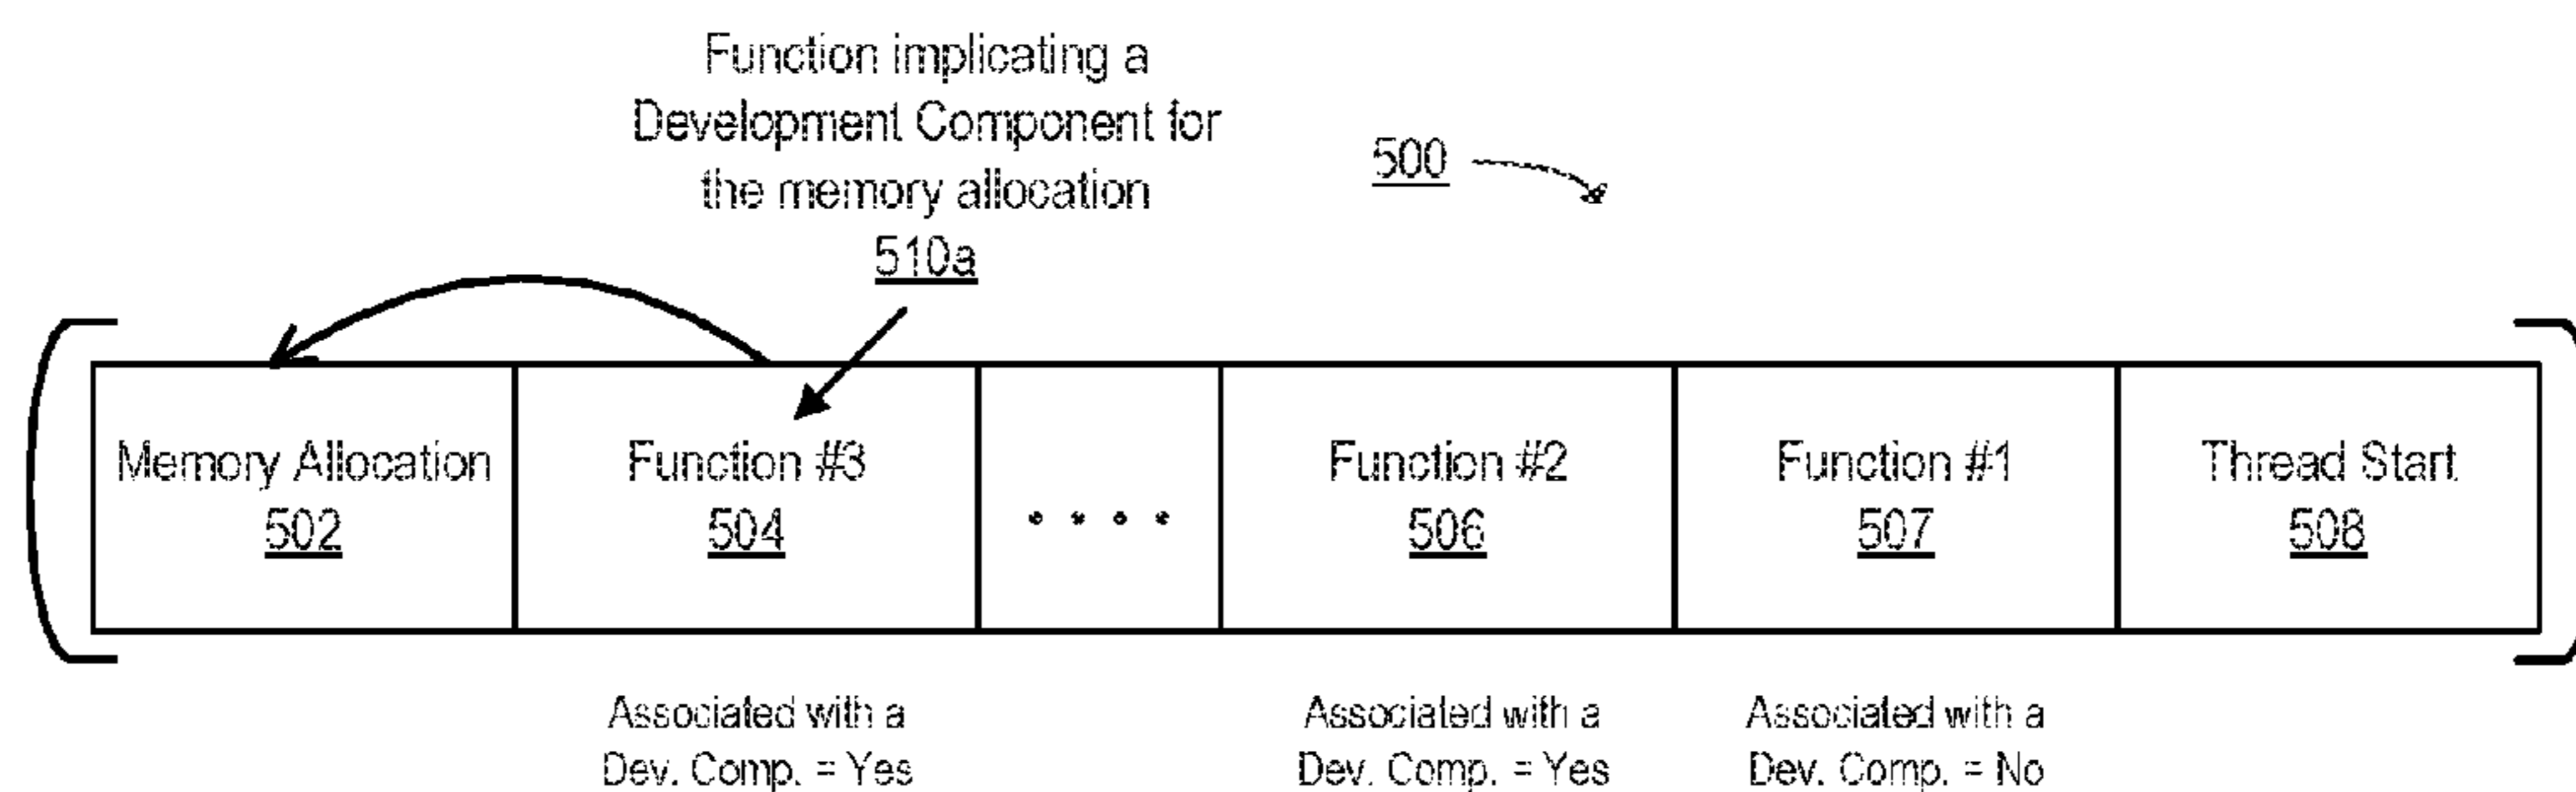 Function implicating a
Development Component for
the memory allocation
510a
500
Memory Allocation
502
Function #3
504
. . . .
Function #2
506
Function #1
507
Thread Start
508
Associated with a
Dev. Comp. = Yes
Associated with a
Dev. Comp. = Yes
Associated with a
Dev. Comp. = No